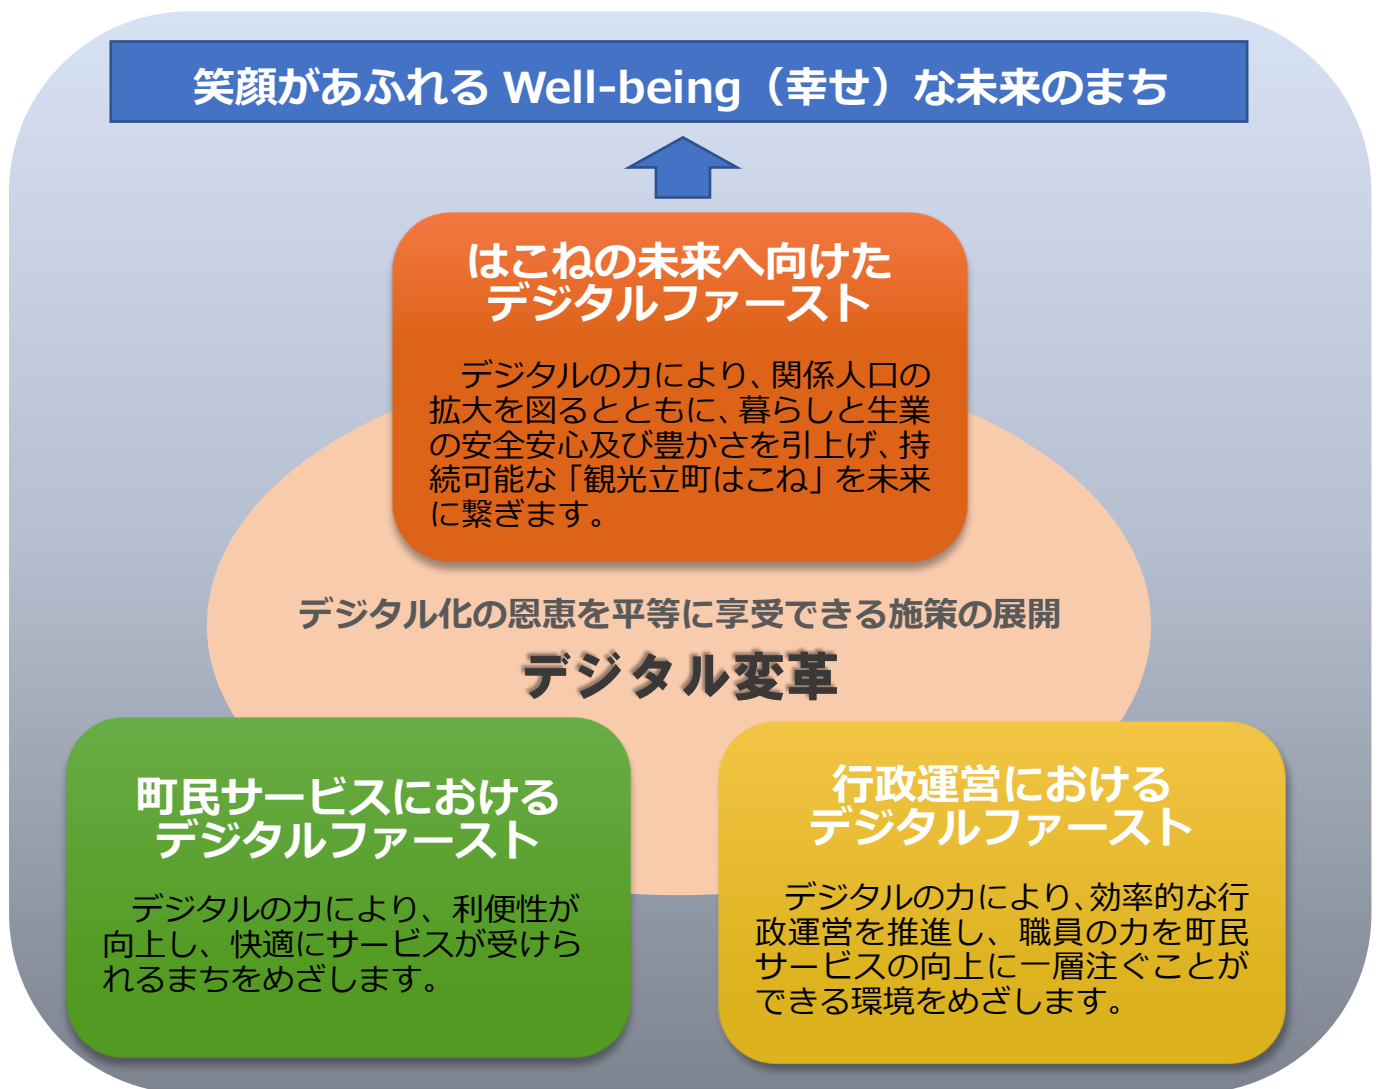 笑顔があふれる Well-being（幸せ）な未来のまち
はこねの未来へ向けた
デジタルファースト
デジタルの力により、関係人口の
拡大を図るとともに、暮らしと生業
の安全安心及び豊かさを引上げ、持
続可能な「観光立町はこね」を未来
に繋ぎます。
デジタル化の恩恵を平等に享受できる施策の展開
デジタル変革
町民サービスにおける
デジタルファースト
デジタルの力により、利便性が
向上し、快適にサービスが受けら
れるまちをめざします。
行政運営における
デジタルファースト
デジタルの力により、効率的な行
政運営を推進し、職員の力を町民
サービスの向上に一層注ぐことが
できる環境をめざします。